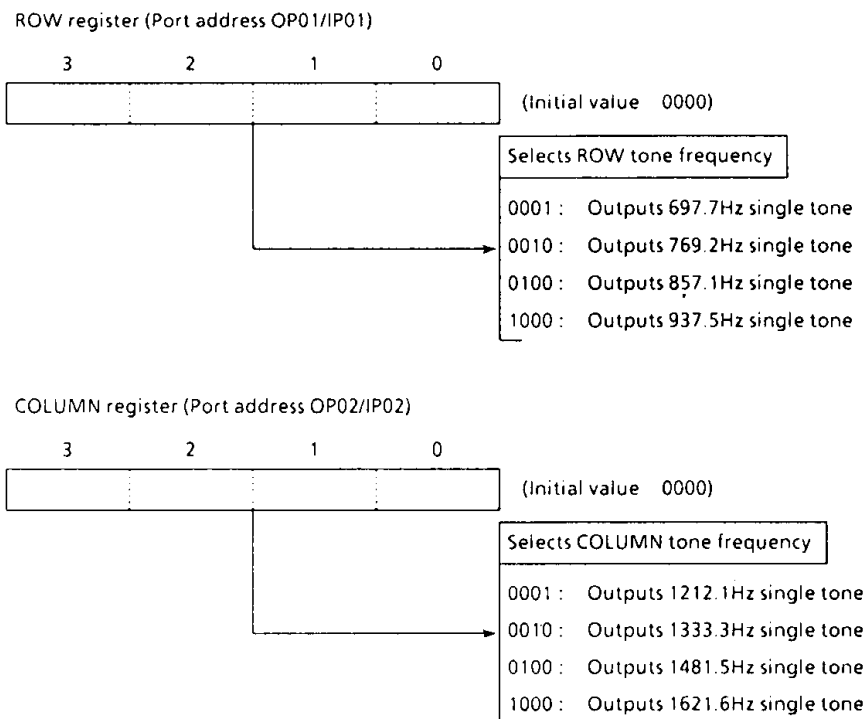 ROW register (Port address OP01/IP01)
3 2 1 0
(Initial value 0000)
Selects ROW tone frequency
0001 : Outputs 697.7Hz single tone
0010 : Outputs 769.2Hz single tone
0100 : Outputs 857.1Hz single tone
1000 : Outputs 937.5Hz single tone
COLUMN register (Port address OP02/IP02)
3 2 1 0
(Initial value 0000)
Selects COLUMN tone frequency
0001 : Outputs 1212.1Hz single tone
0010 : Outputs 1333.3Hz single tone
0100 : Outputs 1481.5Hz single tone
1000 : Outputs 1621.6Hz single tone